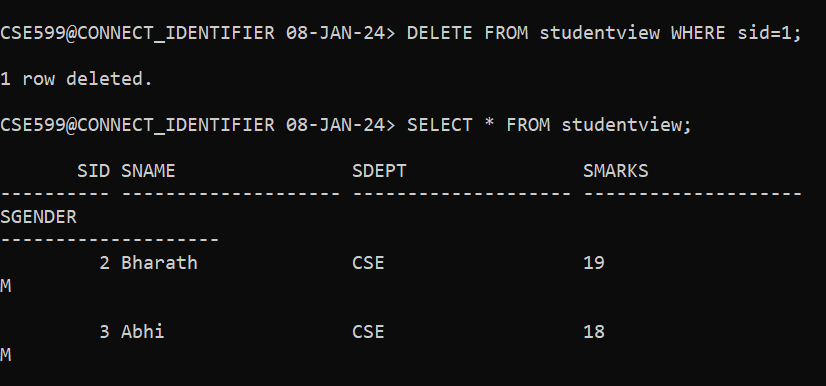 CSE599@CONNECT_IDENTIFIER 08-JAN-24> DELETE FROM studentview WHERE sid=1;
1 row deleted.
CSE599@CONNECT_IDENTIFIER 08-JAN-24> SELECT * FROM studentview;
       SID SNAME                SDEPT                SMARKS
---------- -------------------- -------------------- --------------------
SGENDER
--------------------
         2 Bharath              CSE                  19
M
         3 Abhi                 CSE                  18
M